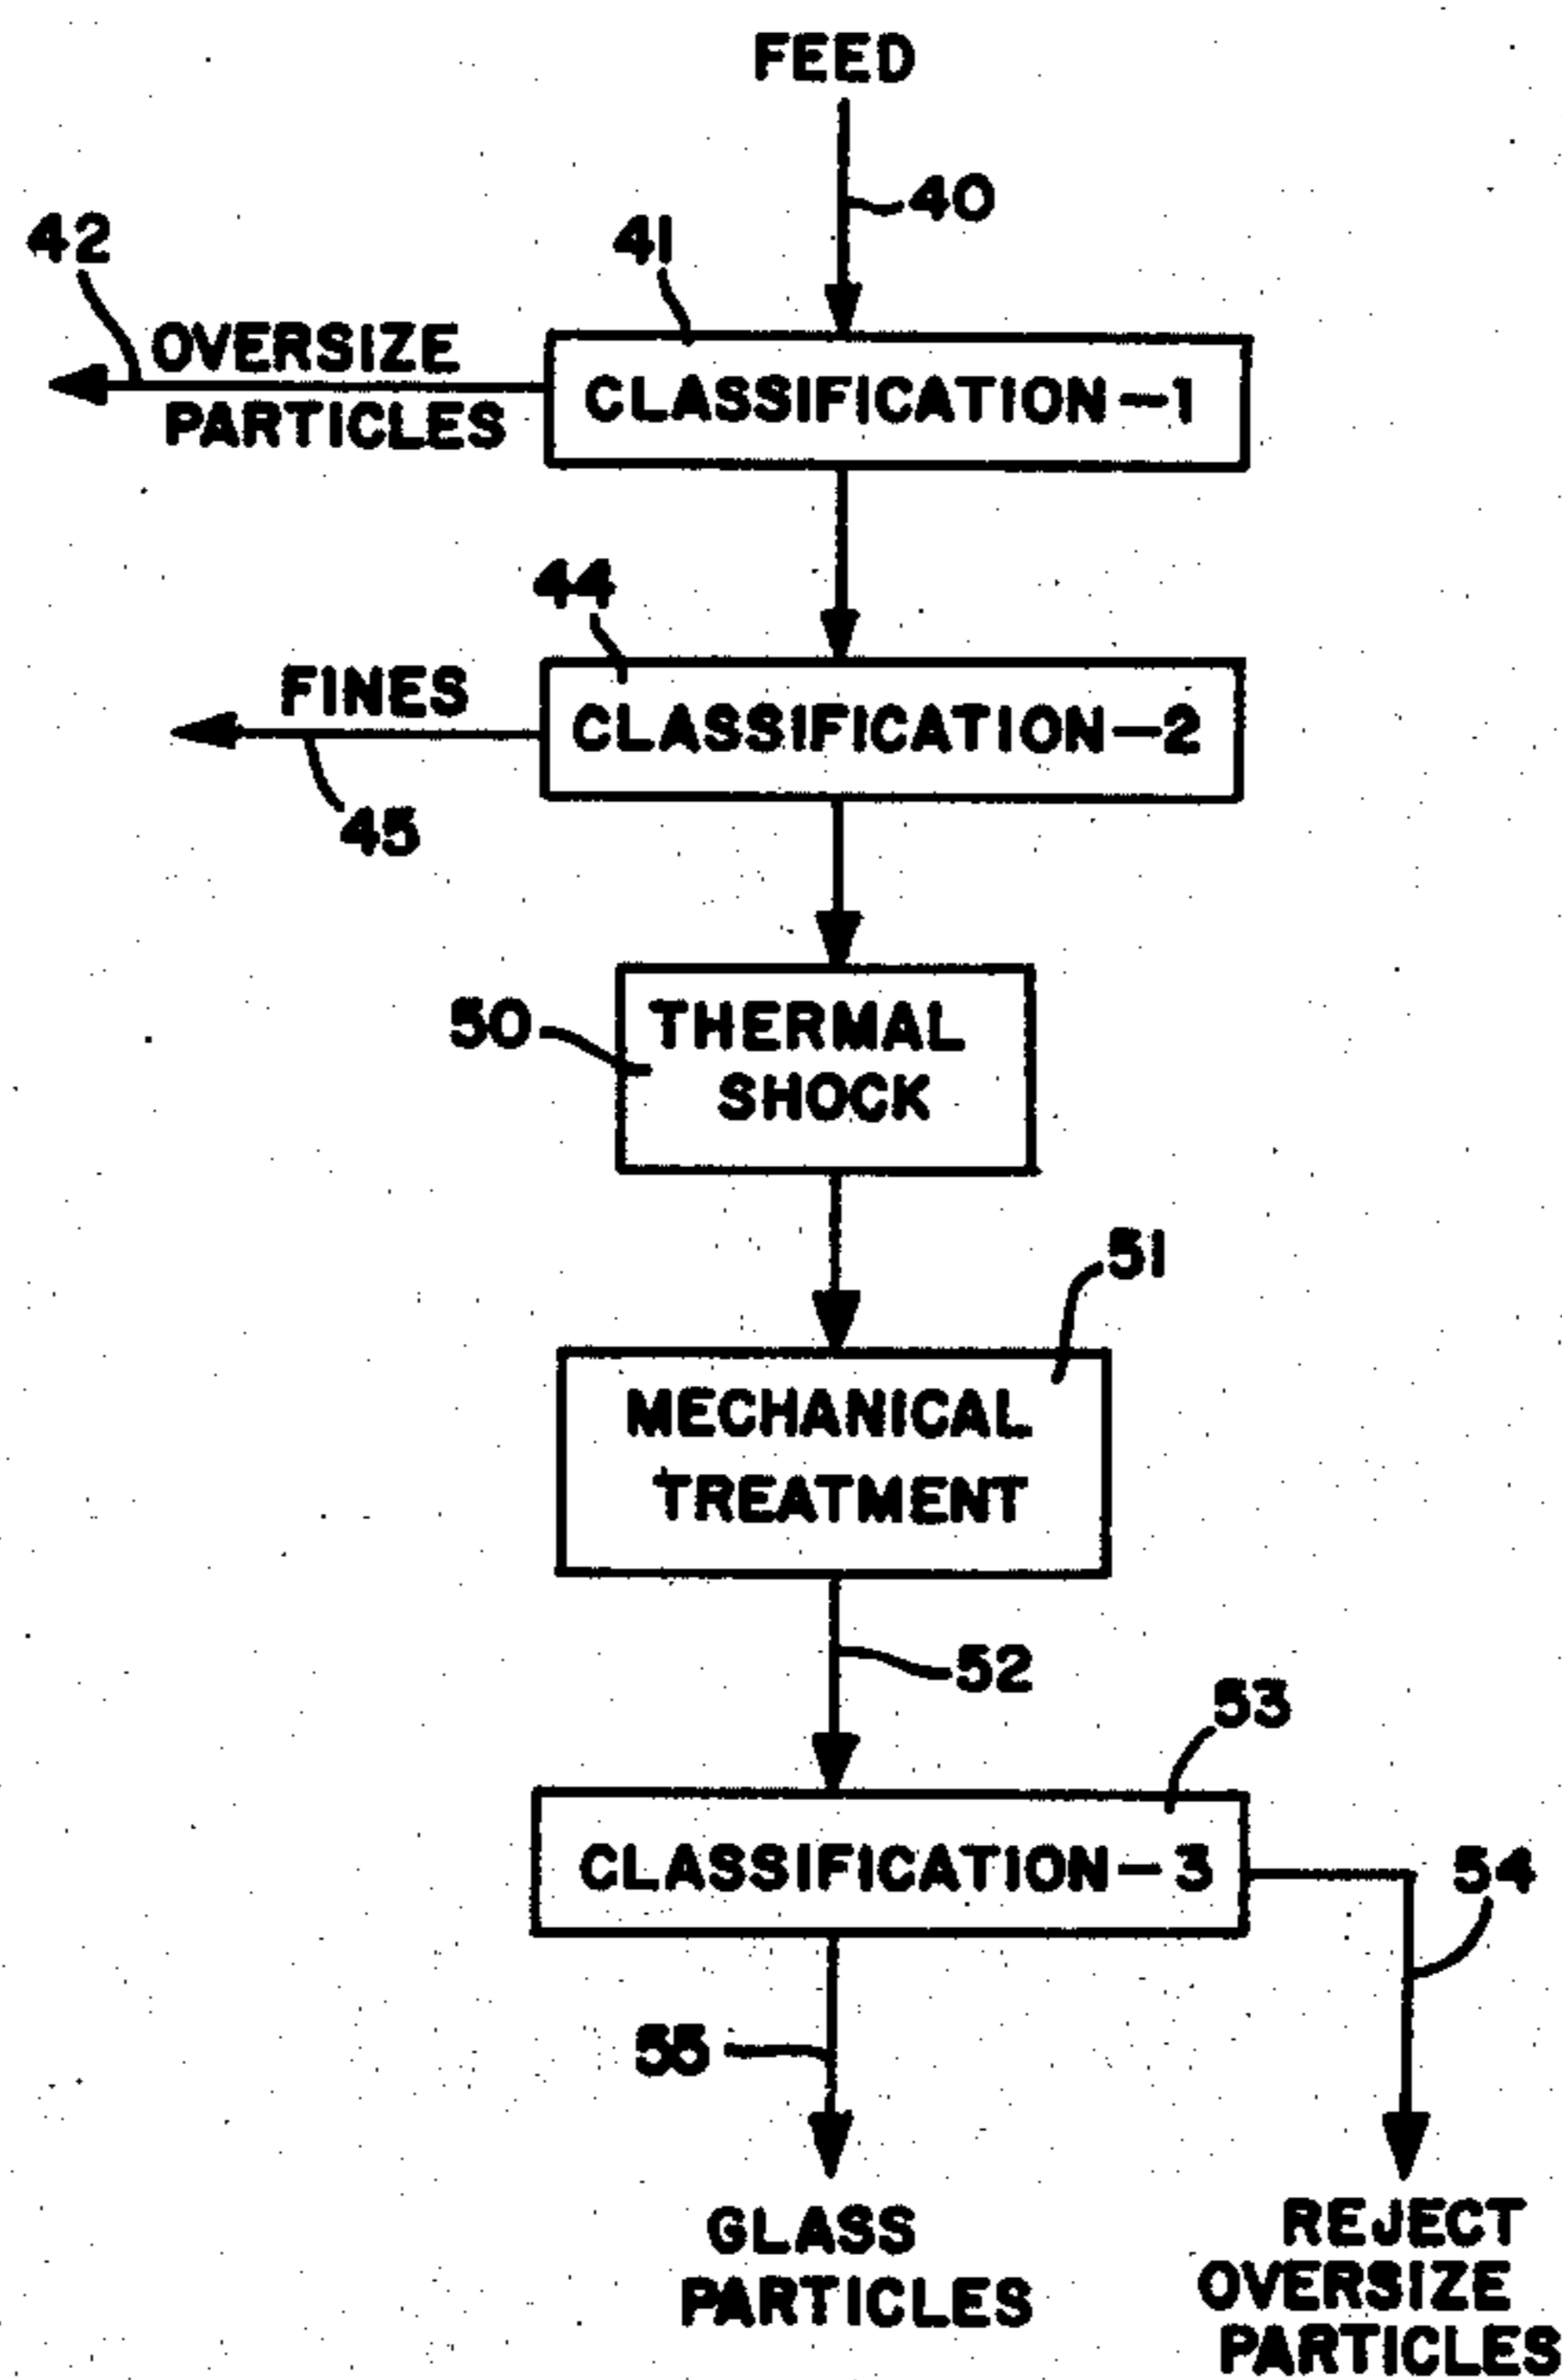 FEED
40
41
42
OVERSIZE
PARTICLES
CLASSIFICATION-1
44
FINES
CLASSIFICATION-2
45
50
THERMAL
SHOCK
51
MECHANICAL
TREATMENT
52
53
CLASSIFICATION-3
54
55
GLASS
PARTICLES
REJECT
OVERSIZE
PARTICLES